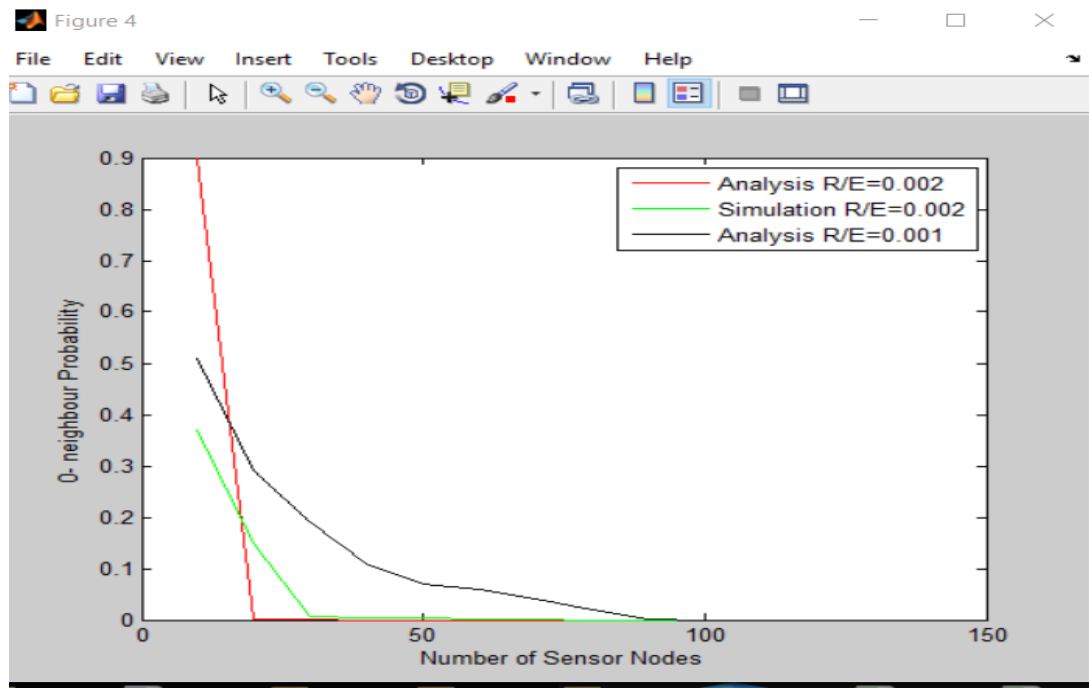 Figure 4
File Edit View Insert Tools Desktop Window Help
0.9
0.8
0.7
0.6
0.5
0.4
0.3
0.2
0.1
0
0- neighbour Probability
Analysis R/E=0.002
Simulation R/E=0.002
Analysis R/E=0.001
0 50 100 150
Number of Sensor Nodes